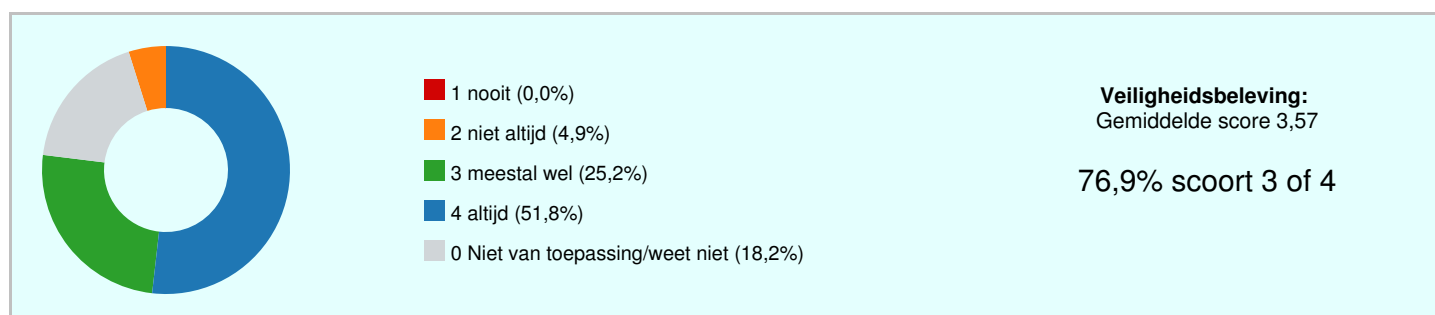 1 nooit (0,0%)
2 niet altijd (4,9%)
3 meestal wel (25,2%)
4 altijd (51,8%)
0 Niet van toepassing/weet niet (18,2%)
Veiligheidsbeleving:
Gemiddelde score 3,57
76,9% scoort 3 of 4